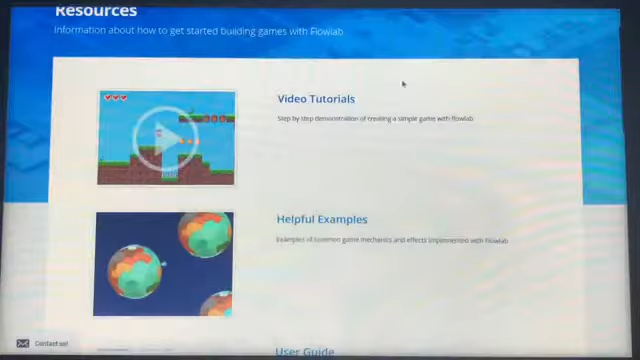 Resources
Information about how to get started building games with Flowlab
Video Tutorials
Step by step demonstration of creating a simple game with flowlab.
Helpful Examples
Examples of common game mechanics and effects implemented with Flowlab
User Guide
Contact us!